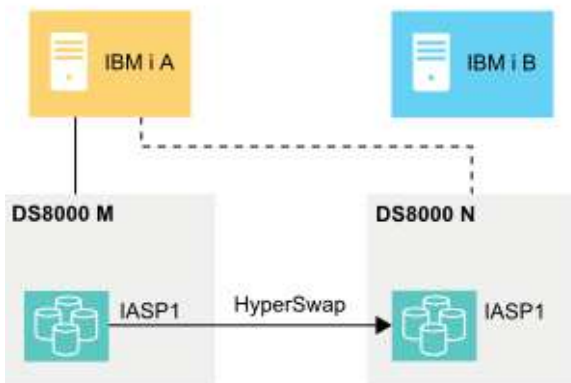 IBM i A
IBM i B
DS8000 M
DS8000 N
IASP1
HyperSwap
IASP1